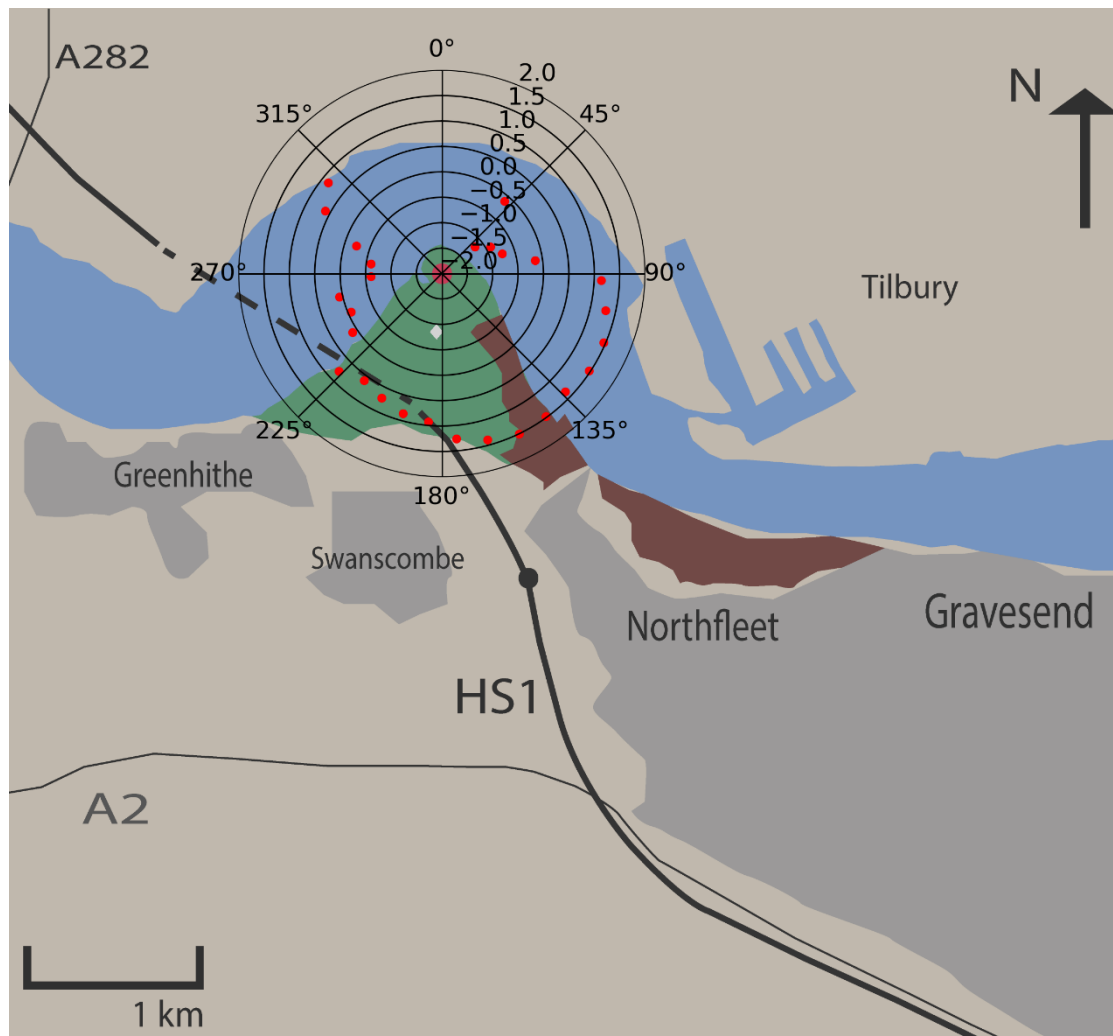 A282
0°
2.0
1.5
1.0
0.5
0.0
−0.5
−1.0
−1.5
−2.0
315°
45°
N
270°
90°
Tilbury
225°
135°
180°
Greenhithe
Swanscombe
Northfleet
Gravesend
HS1
A2
1 km